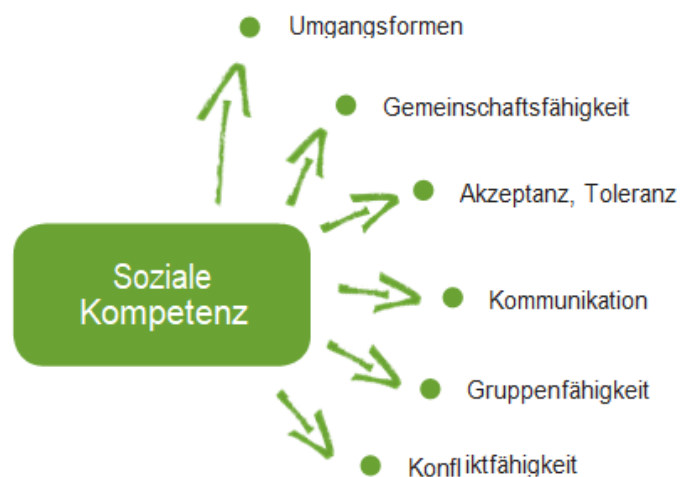 Umgangsformen
Gemeinschaftsfähigkeit
Akzeptanz, Toleranz
Soziale
Kompetenz
Kommunikation
Gruppenfähigkeit
Konfliktfähigkeit